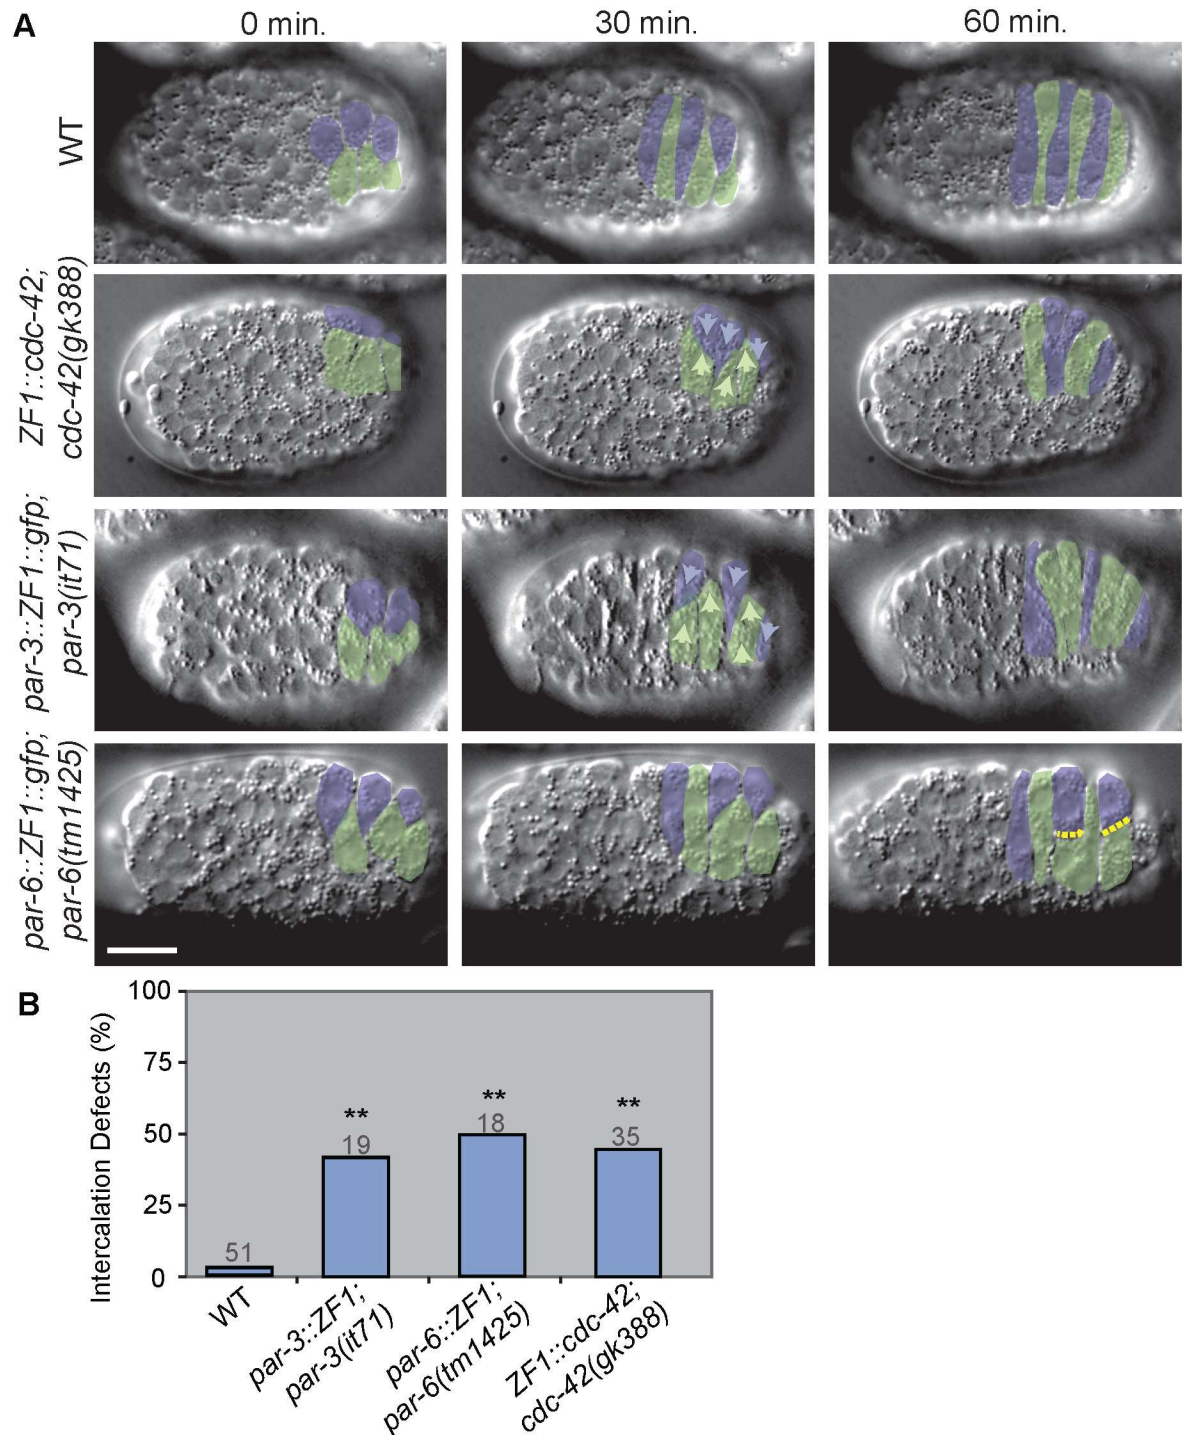 A
0 min.
30 min.
60 min.
WT
ZF1::cdc-42;
cdc-42(gk388)
par-3::ZF1::gfp;
par-3(it71)
par-6::ZF1::gfp;
par-6(tm1425)
B
Intercalation Defects (%)
100
75
50
25
0
51
**
19
**
18
**
35
WT
par-3::ZF1;
par-3(it71)
par-6::ZF1;
par-6(tm1425)
ZF1::cdc-42;
cdc-42(gk388)